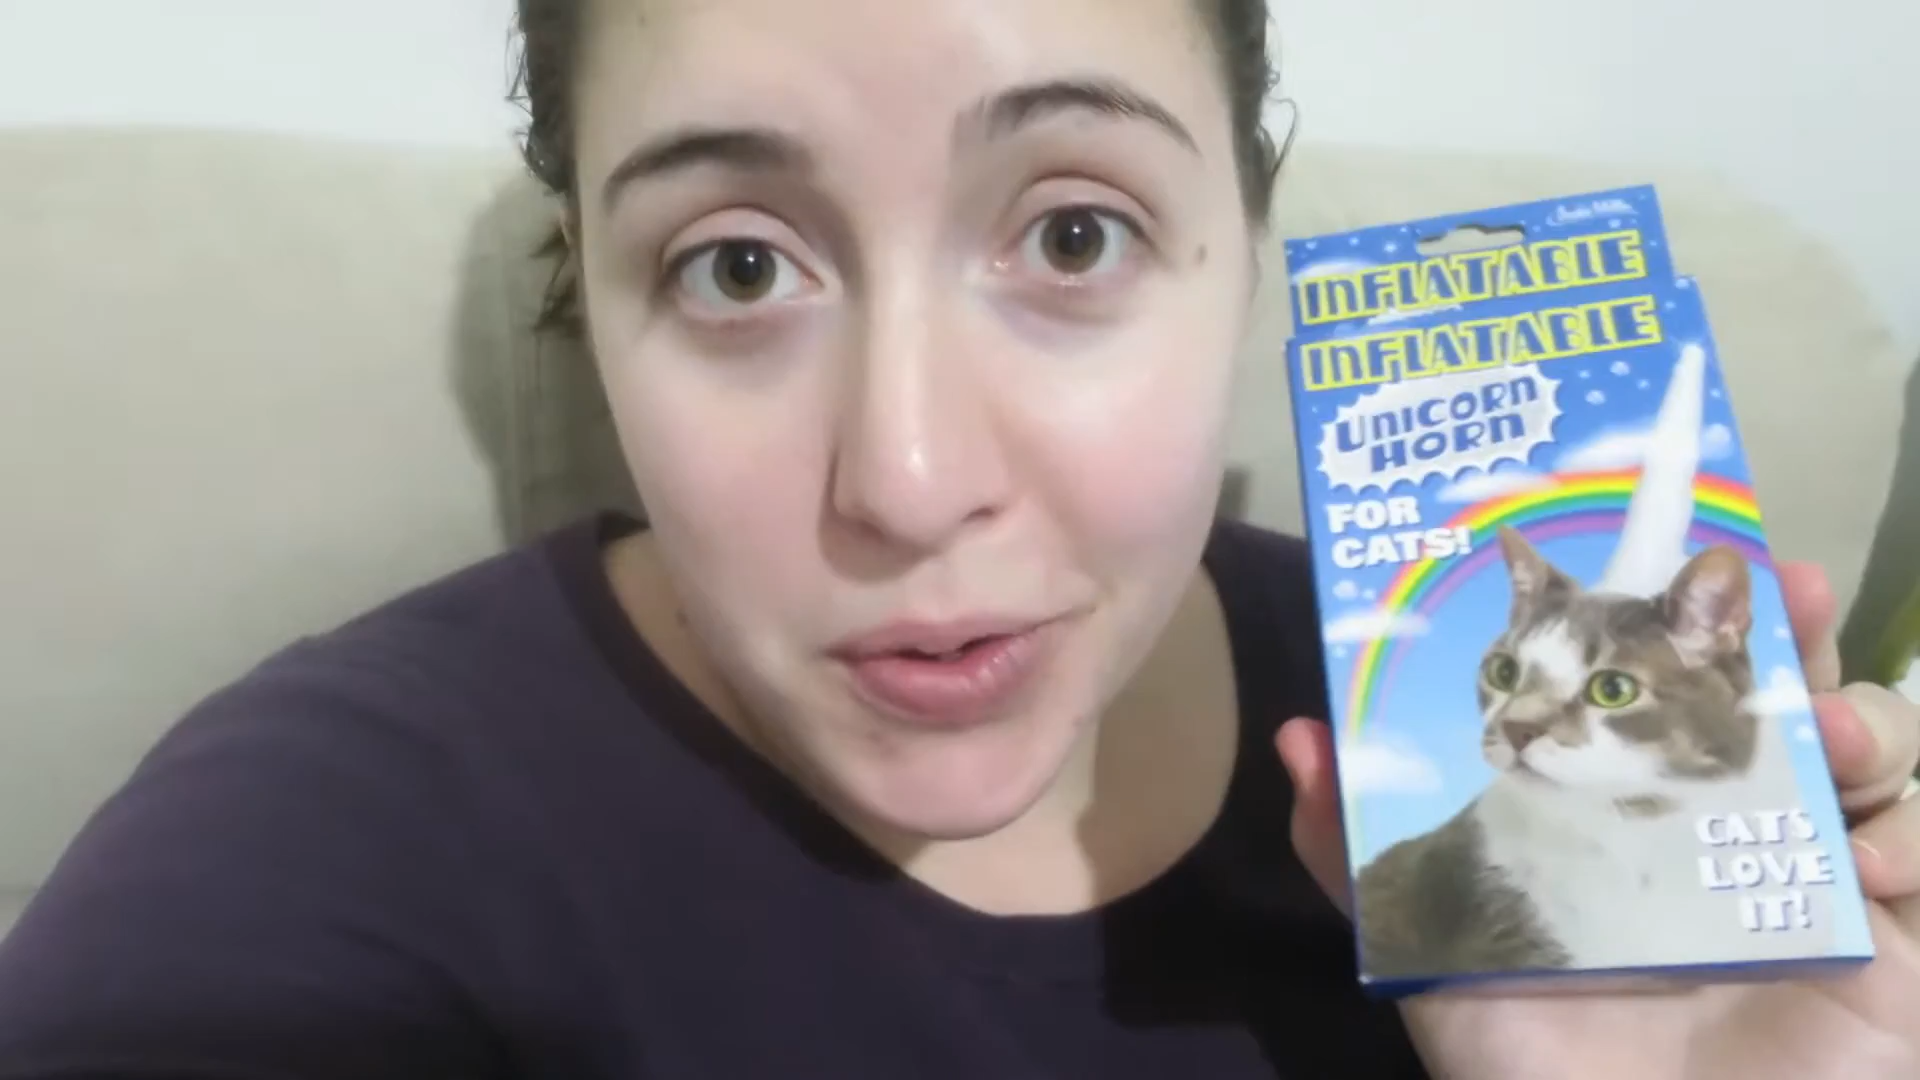 INFLATABLE
INFLATABLE
UNICORN
HORN
FOR
CATS!
CATS
LOVE
IT!